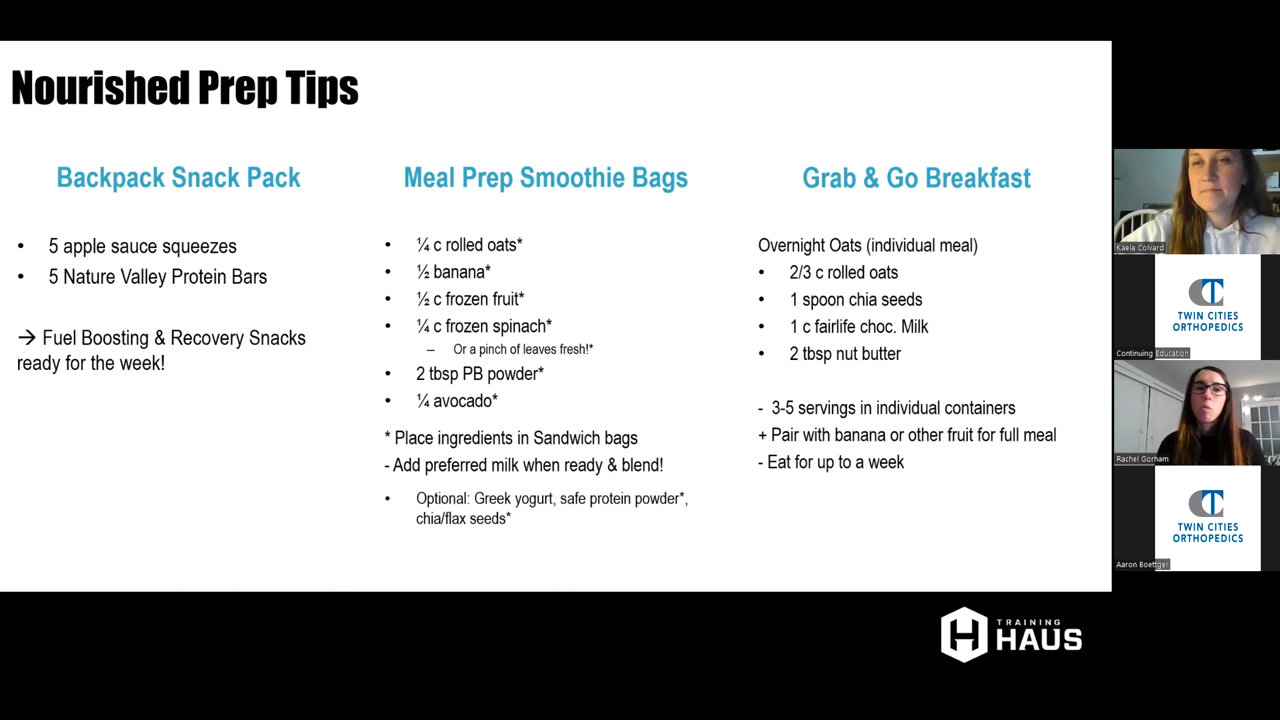 Nourished Prep Tips
Backpack Snack Pack
• 5 apple sauce squeezes
• 5 Nature Valley Protein Bars
→ Fuel Boosting & Recovery Snacks
ready for the week!
Meal Prep Smoothie Bags
• ¼ c rolled oats*
• ½ banana*
• ½ c frozen fruit*
• ¼ c frozen spinach*
– Or a pinch of leaves fresh!*
• 2 tbsp PB powder*
• ¼ avocado*
* Place ingredients in Sandwich bags
- Add preferred milk when ready & blend!
• Optional: Greek yogurt, safe protein powder*,
chia/flax seeds*
Grab & Go Breakfast
Overnight Oats (individual meal)
• 2/3 c rolled oats
• 1 spoon chia seeds
• 1 c fairlife choc. Milk
• 2 tbsp nut butter
- 3-5 servings in individual containers
+ Pair with banana or other fruit for full meal
- Eat for up to a week
Kaela Colvard
TWIN CITIES
ORTHOPEDICS
Continuing Education
Rachel Gorham
TWIN CITIES
ORTHOPEDICS
Aaron Boettger
TRAINING
HAUS